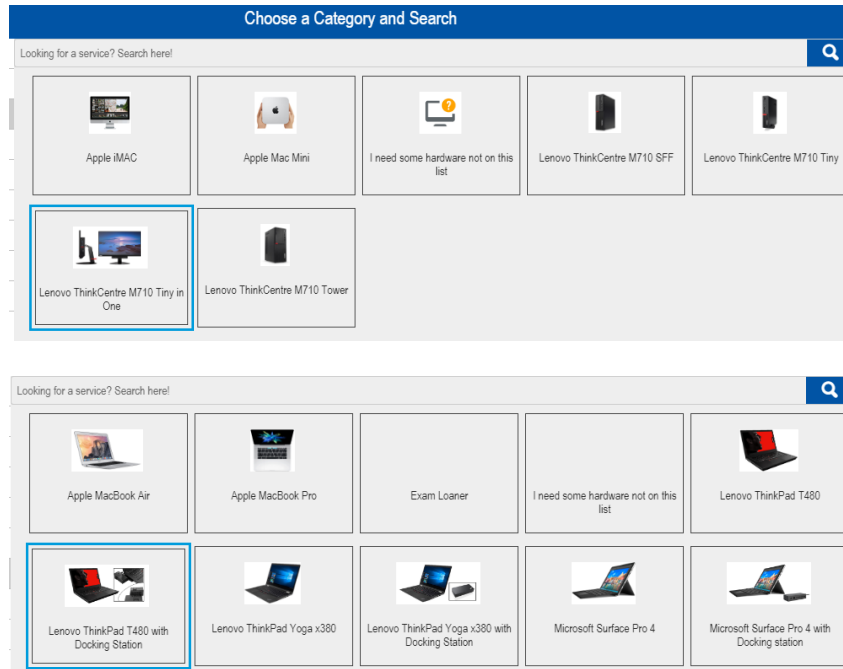 Choose a Category and Search
Looking for a service? Search here!
Apple iMAC
Apple Mac Mini
I need some hardware not on this
list
Lenovo ThinkCentre M710 SFF
Lenovo ThinkCentre M710 Tiny
Lenovo ThinkCentre M710 Tiny in
One
Lenovo ThinkCentre M710 Tower
Looking for a service? Search here!
Apple MacBook Air
Apple MacBook Pro
Exam Loaner
I need some hardware not on this
list
Lenovo ThinkPad T480
Lenovo ThinkPad T480 with
Docking Station
Lenovo ThinkPad Yoga x380
Lenovo ThinkPad Yoga x380 with
Docking Station
Microsoft Surface Pro 4
Microsoft Surface Pro 4 with
Docking station